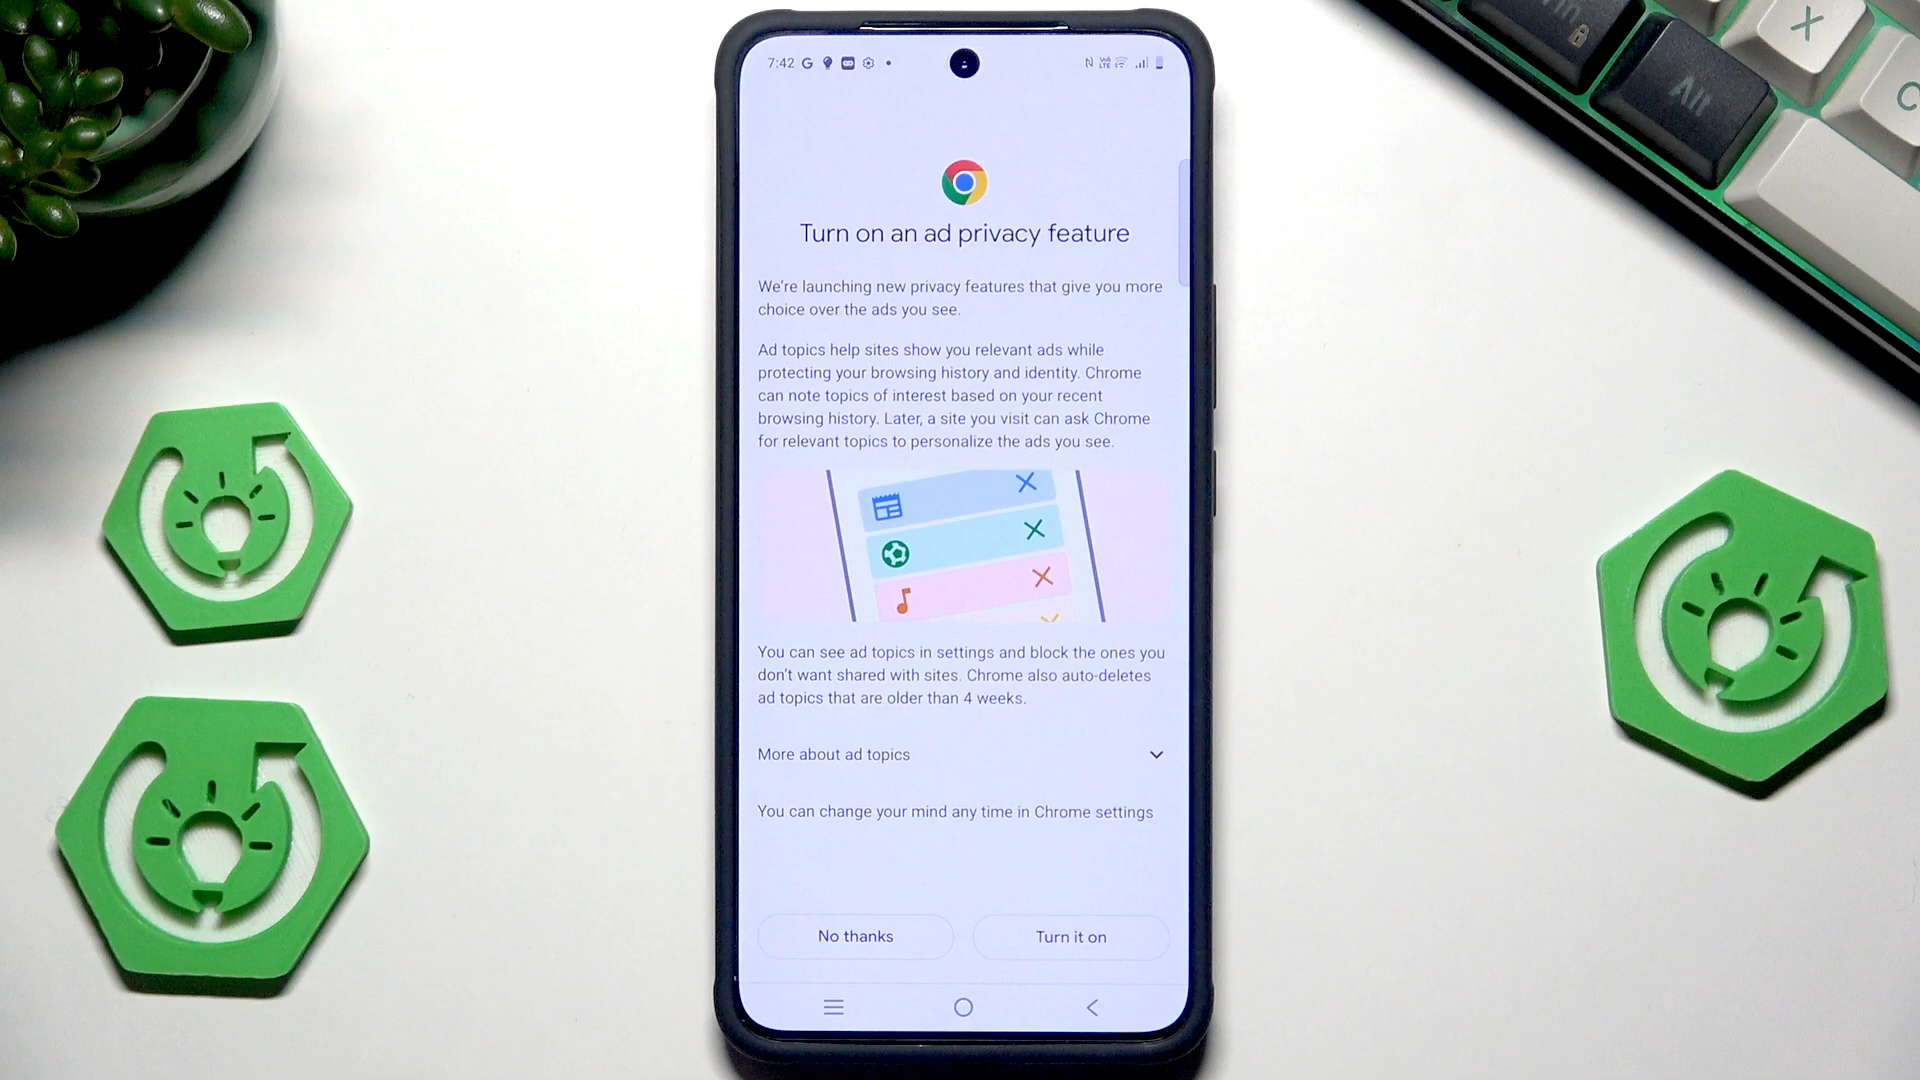 7:42
Turn on an ad privacy feature
We're launching new privacy features that give you more
choice over the ads you see.
Ad topics help sites show you relevant ads while
protecting your browsing history and identity. Chrome
can note topics of interest based on your recent
browsing history. Later, a site you visit can ask Chrome
for relevant topics to personalize the ads you see.
You can see ad topics in settings and block the ones you
don't want shared with sites. Chrome also auto-deletes
ad topics that are older than 4 weeks.
More about ad topics
You can change your mind any time in Chrome settings
No thanks
Turn it on
Alt
X
C